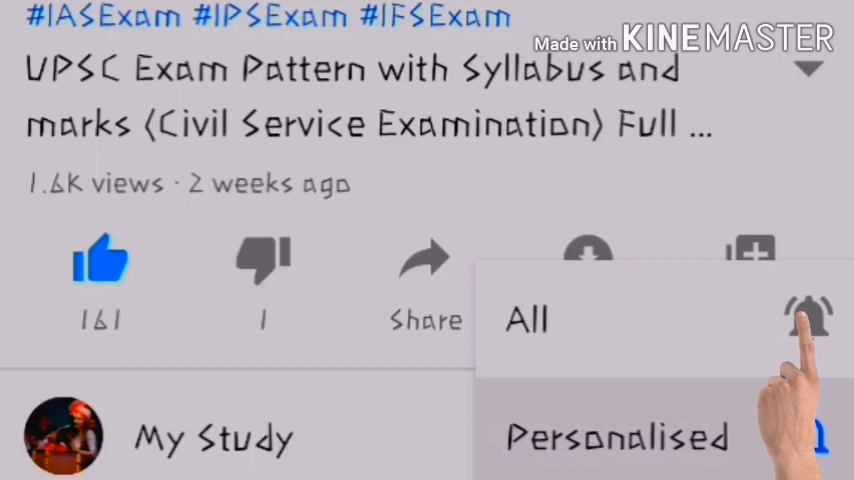 #IASExam #IPSExam #IFSExam
Made with KINEMASTER
UPSC Exam Pattern with Syllabus and
marks (Civil Service Examination) Full ...
1.6K views · 2 weeks ago
161
1
Share
All
My Study
Personalised